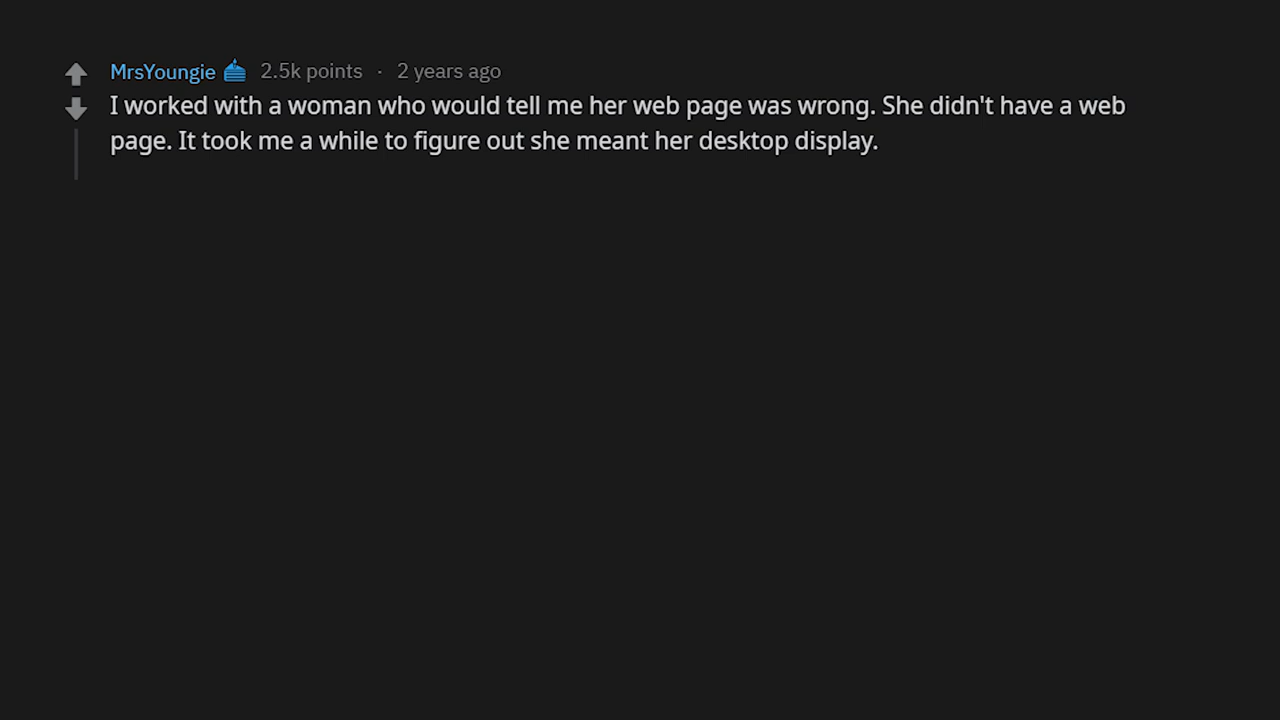 MrsYoungie 2.5k points · 2 years ago
I worked with a woman who would tell me her web page was wrong. She didn't have a web
page. It took me a while to figure out she meant her desktop display.